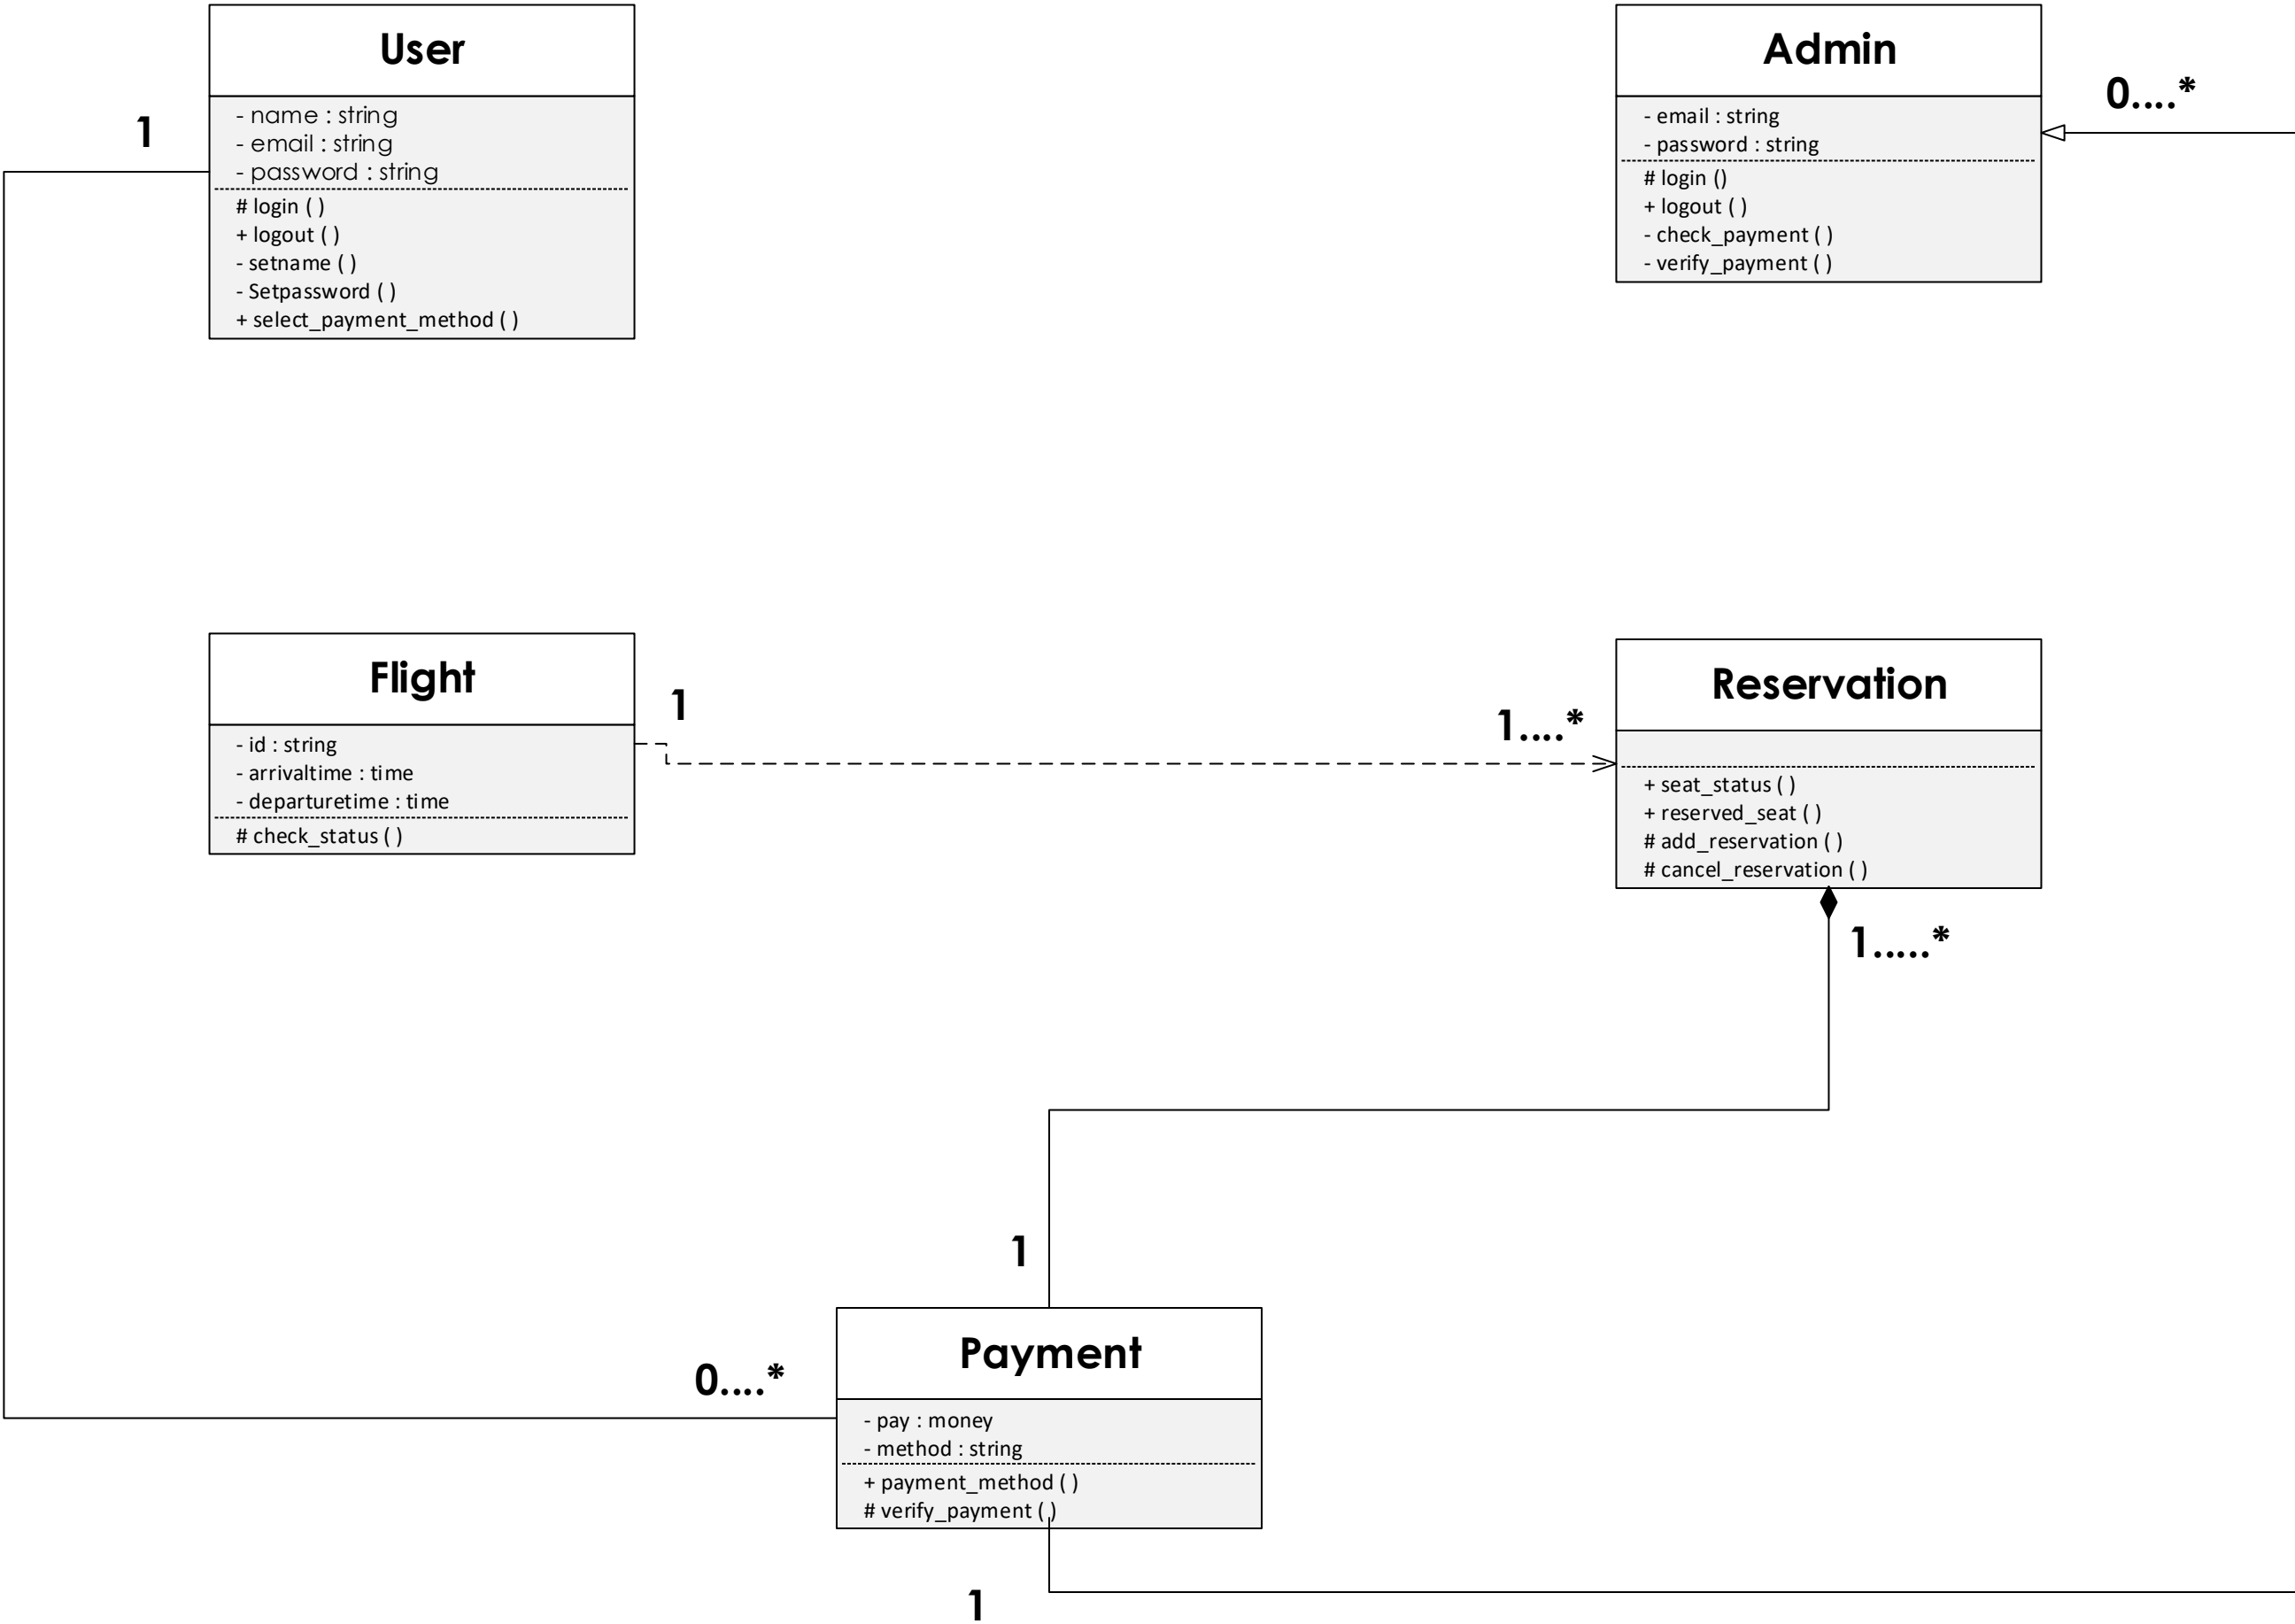 User
- name : string
- email : string
- password : string
# login ( )
+ logout ( )
- setname ( )
- Setpassword ( )
+ select_payment_method ( )
1
Admin
- email : string
- password : string
# login ()
+ logout ( )
- check_payment ( )
- verify_payment ( )
0....*
Flight
- id : string
- arrivaltime : time
- departuretime : time
# check_status ( )
1
1....*
Reservation
+ seat_status ( )
+ reserved_seat ( )
# add_reservation ( )
# cancel_reservation ( )
1.....*
1
0....*
Payment
- pay : money
- method : string
+ payment_method ( )
# verify_payment ( )
1